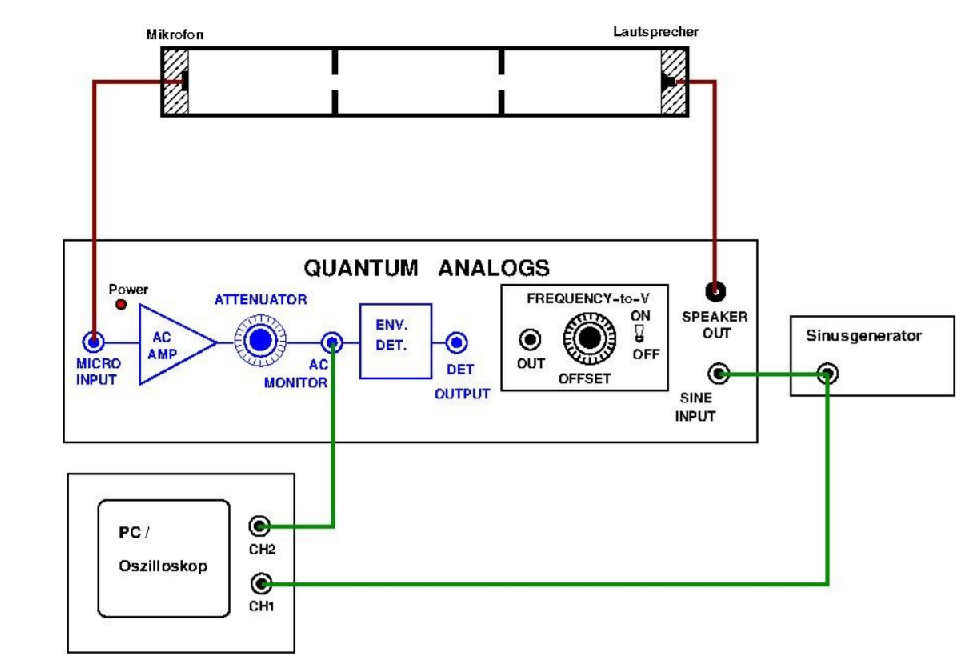 Mikrofon
Lautsprecher
QUANTUM ANALOGS
Power
AC
AMP
MICRO
INPUT
ATTENUATOR
AC
MONITOR
ENV.
DET.
DET
OUTPUT
FREQUENCY-to-V
ON
OFF
OUT
OFFSET
SPEAKER
OUT
SINE
INPUT
Sinusgenerator
PC /
Oszilloskop
CH2
CH1